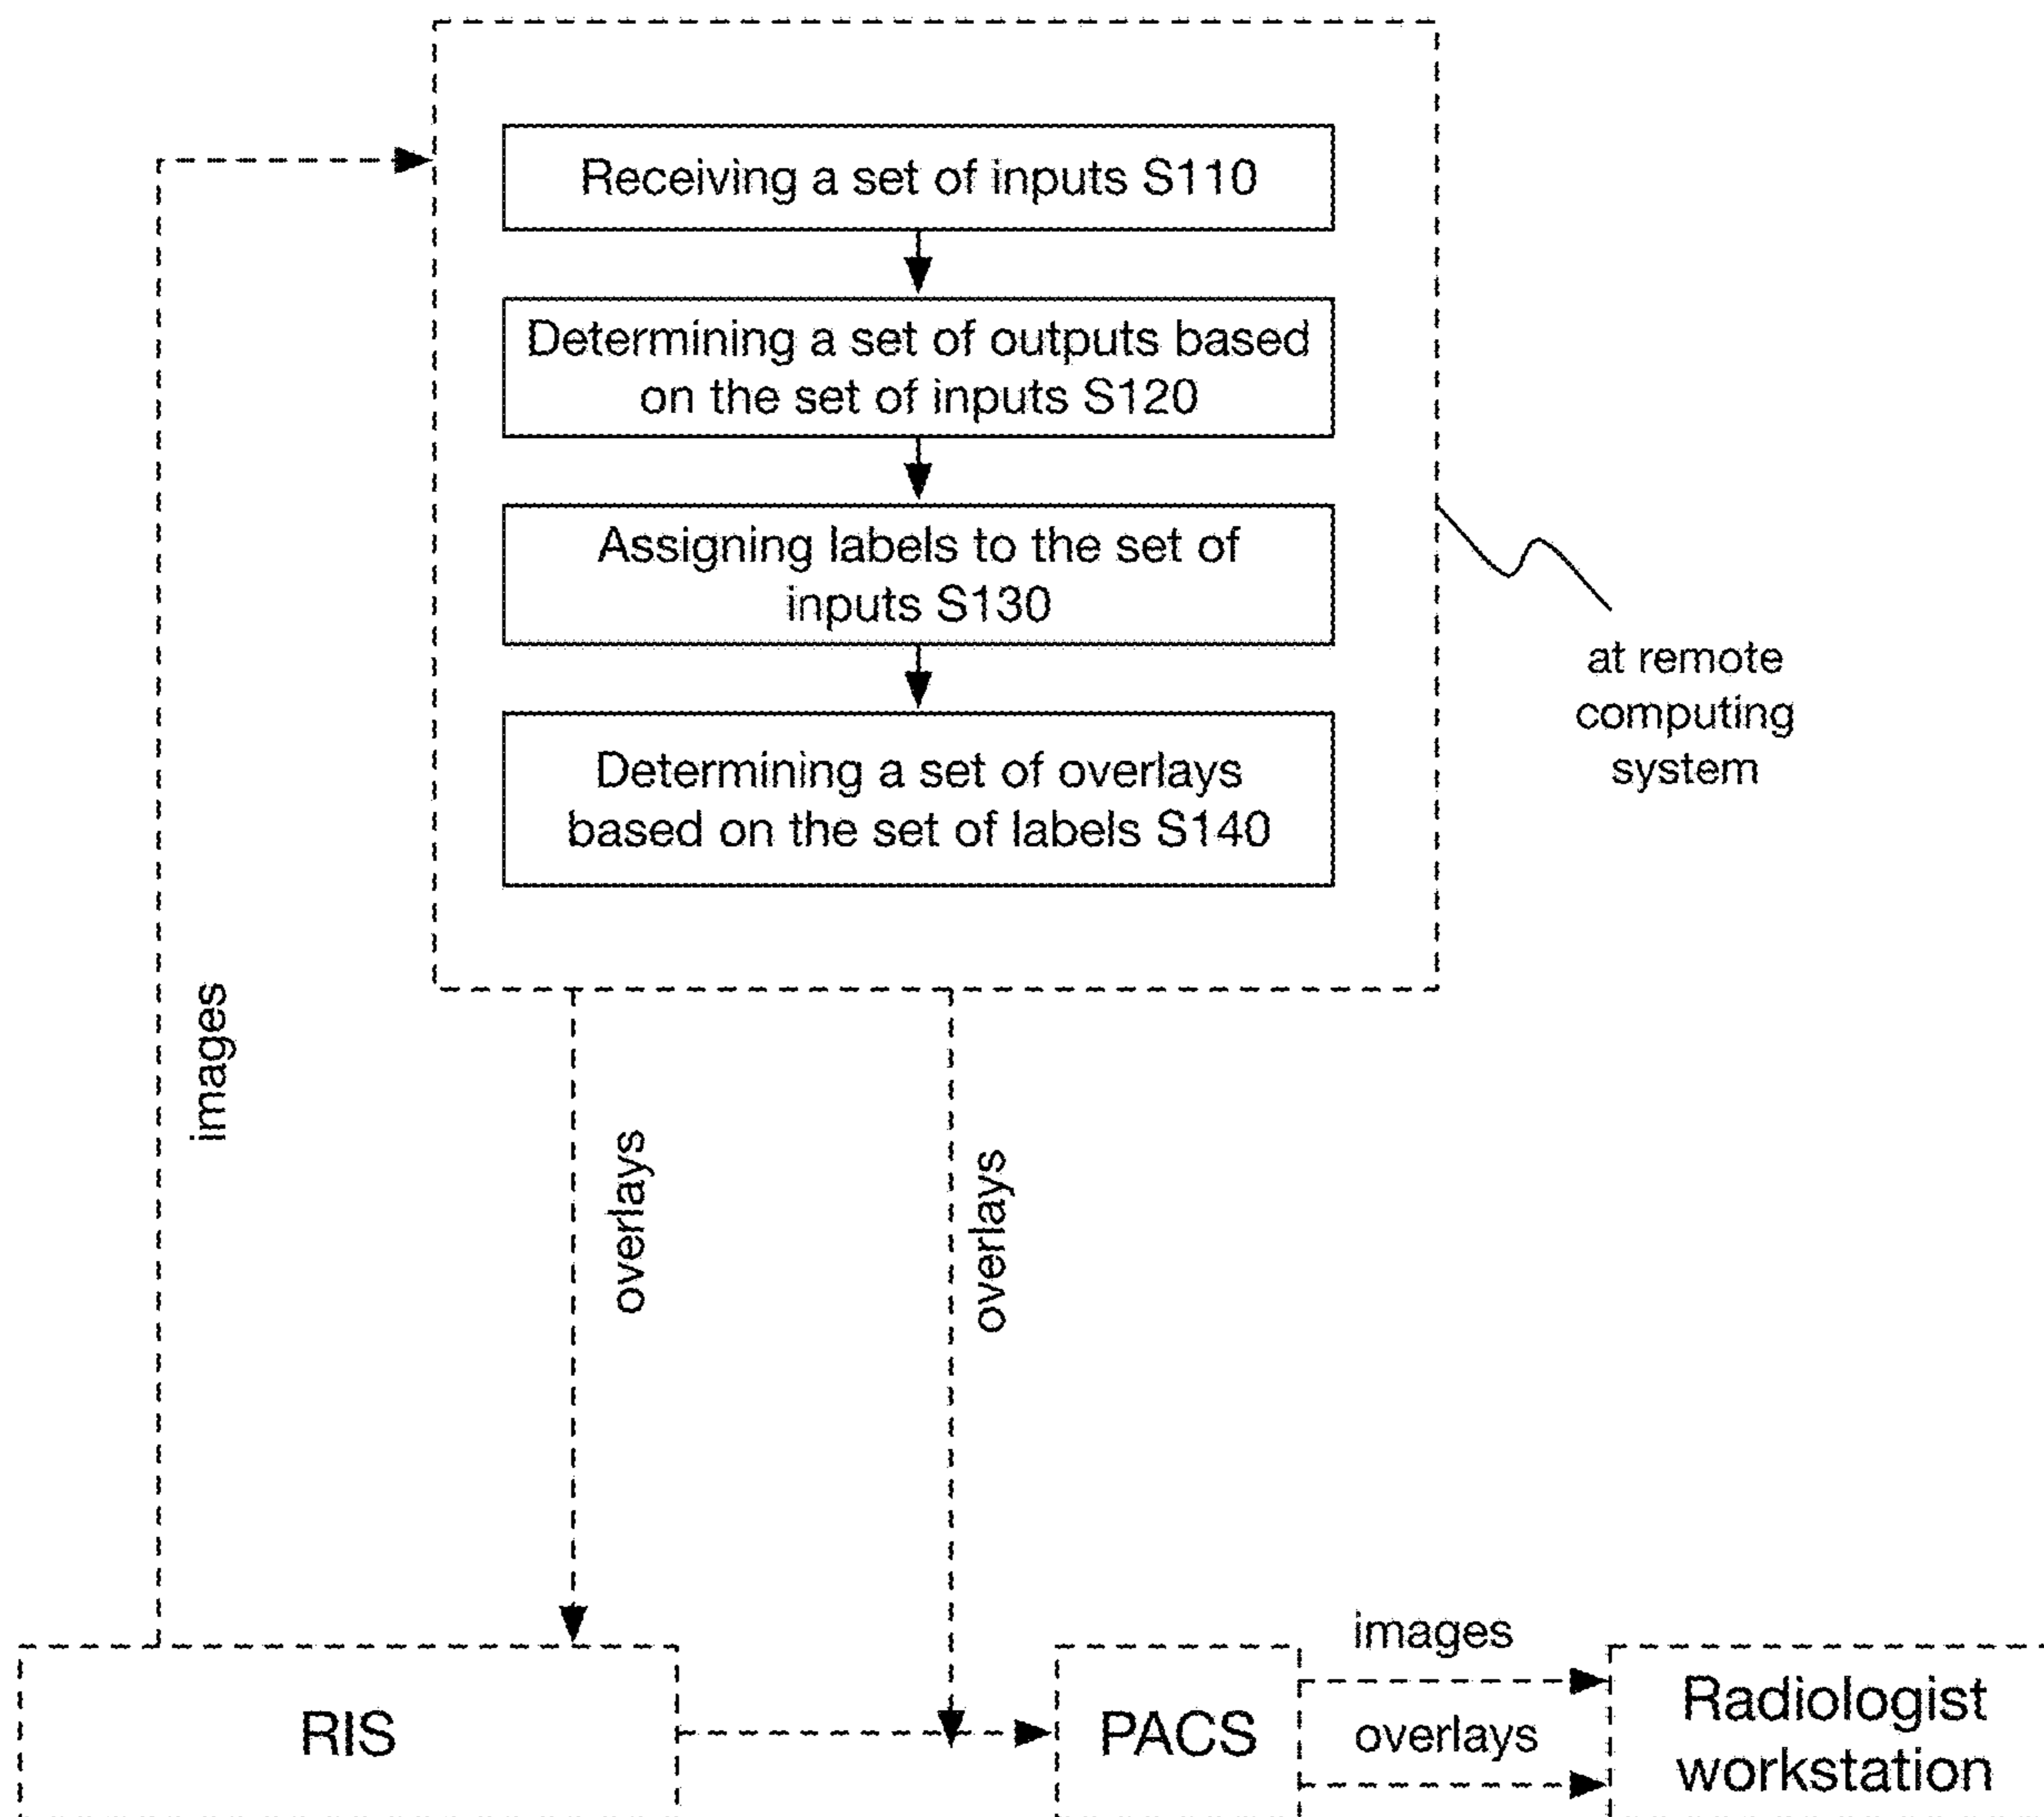 Receiving a set of inputs S110
Determining a set of outputs based
on the set of inputs S120
Assigning labels to the set of
inputs S130
Determining a set of overlays
based on the set of labels S140
at remote
computing
system
images
overlays
overlays
RIS
PACS
images
overlays
Radiologist
workstation